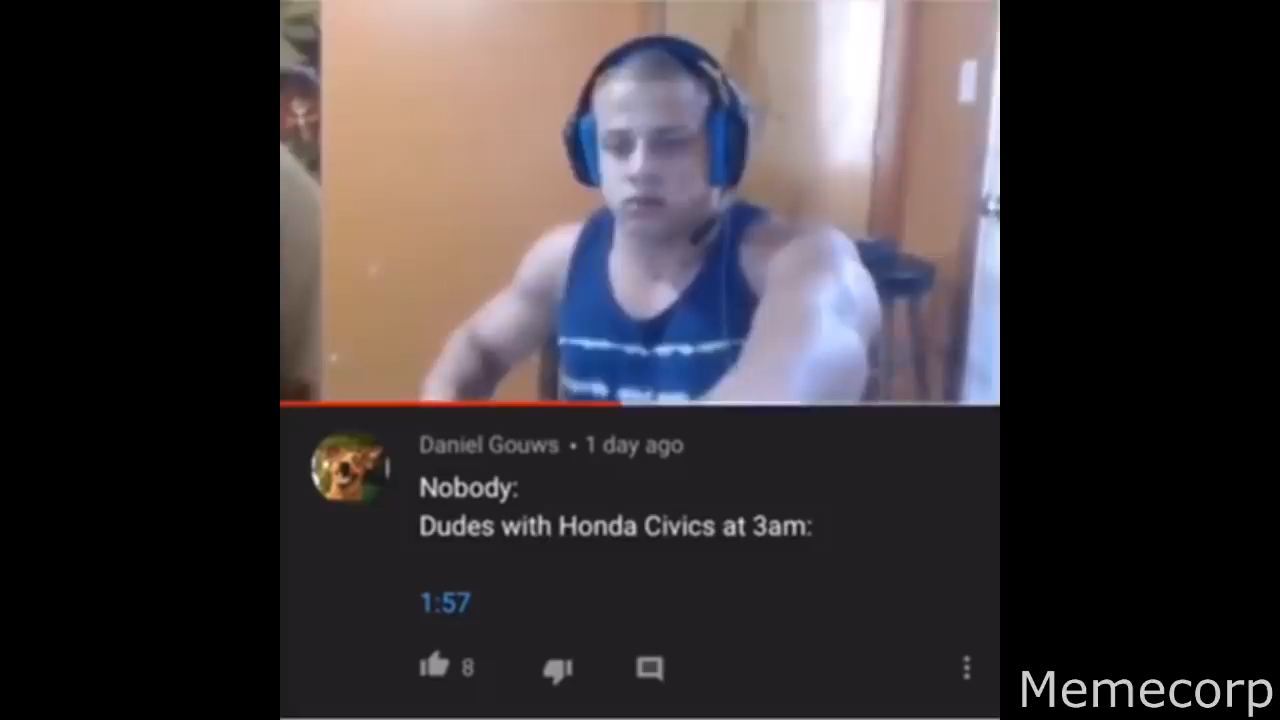 Daniel Gouws • 1 day ago
Nobody:
Dudes with Honda Civics at 3am:
1:57
8
Memecorp